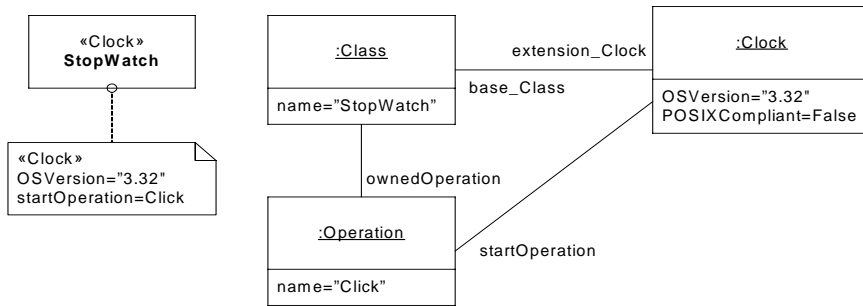 «Clock»
StopWatch
«Clock»
OSVersion="3.32"
startOperation=Click
:Class
name="StopWatch"
extension_Clock
base_Class
:Clock
OSVersion="3.32"
POSIXCompliant=False
ownedOperation
:Operation
name="Click"
startOperation